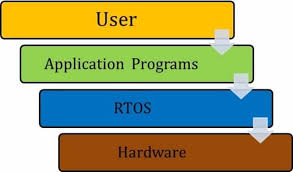 User
Application Programs
RTOS
Hardware